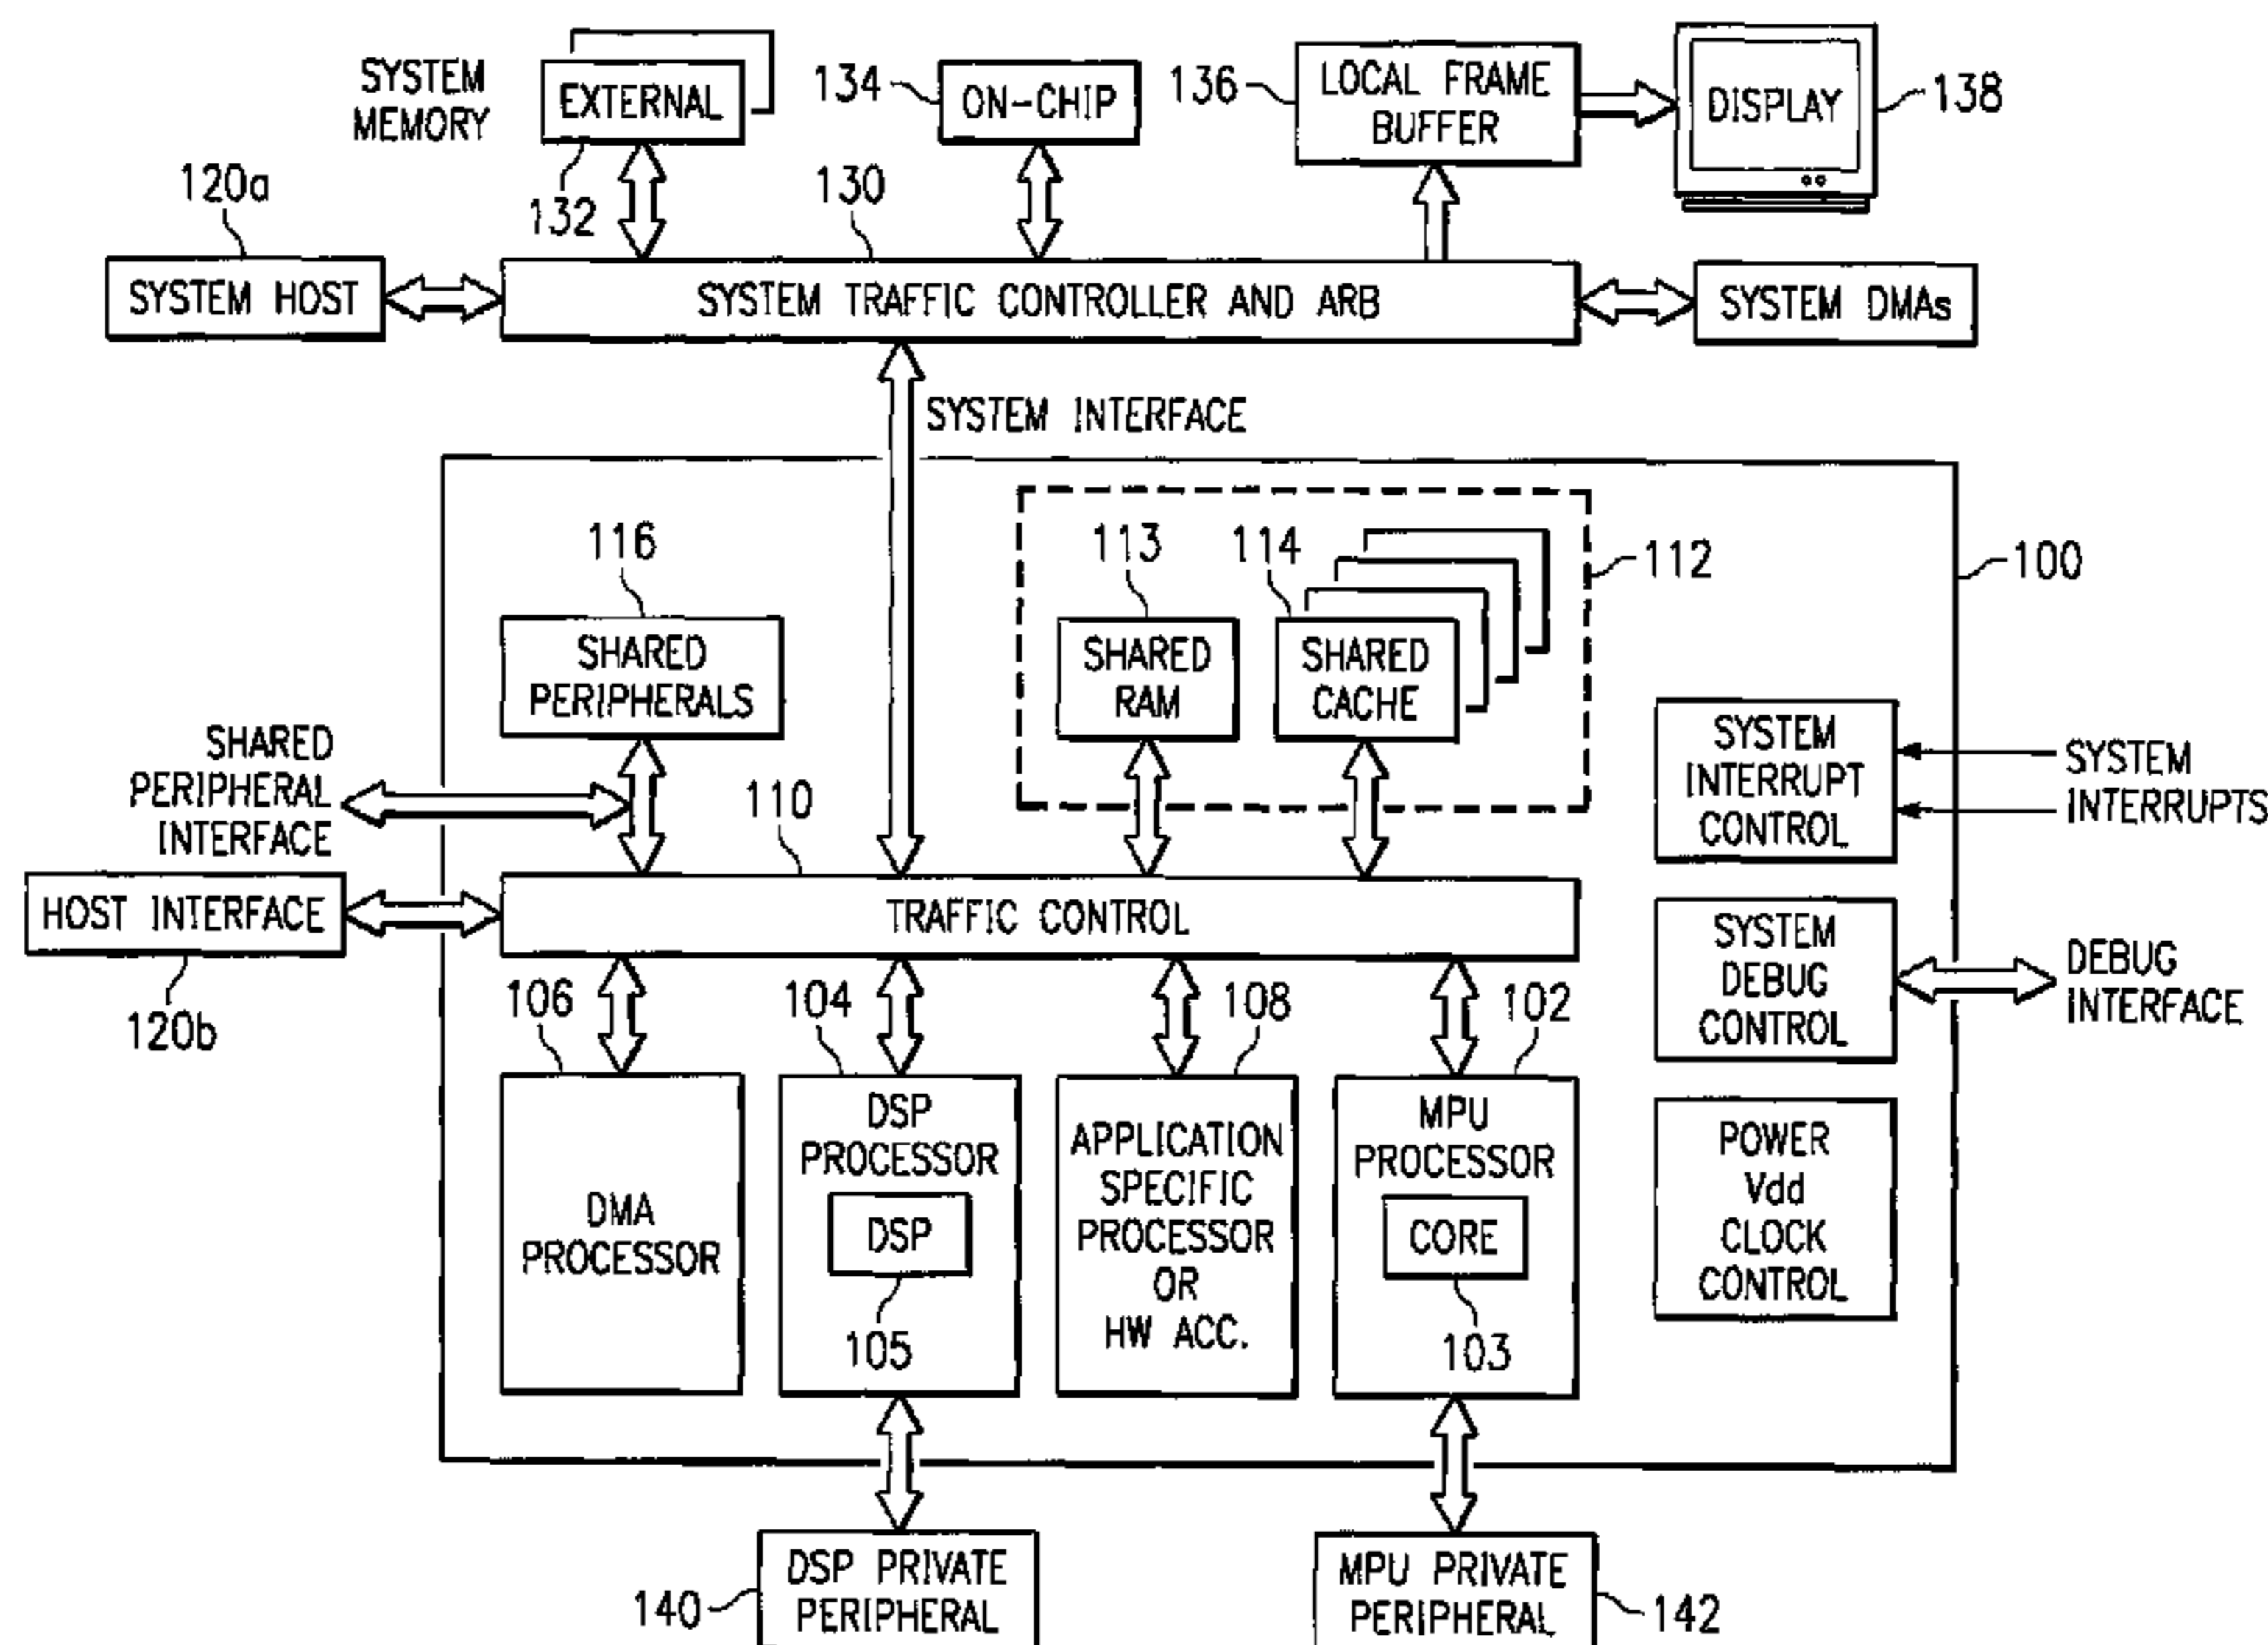 SYSTEM
MEMORY
EXTERNAL
132
134
ON-CHIP
136
LOCAL FRAME
BUFFER
DISPLAY
138
120a
SYSTEM HOST
130
SYSTEM TRAFFIC CONTROLLER AND ARB
SYSTEM DMAs
SYSTEM INTERFACE
100
112
116
SHARED
PERIPHERALS
113
SHARED
RAM
114
SHARED
CACHE
SYSTEM
INTERRUPT
CONTROL
SYSTEM
INTERRUPTS
SHARED
PERIPHERAL
INTERFACE
110
HOST INTERFACE
120b
TRAFFIC CONTROL
SYSTEM
DEBUG
CONTROL
DEBUG
INTERFACE
106
104
108
102
DMA
PROCESSOR
DSP
PROCESSOR
DSP
105
APPLICATION
SPECIFIC
PROCESSOR
OR
HW ACC.
MPU
PROCESSOR
CORE
103
POWER
Vdd
CLOCK
CONTROL
140
DSP PRIVATE
PERIPHERAL
MPU PRIVATE
PERIPHERAL
142